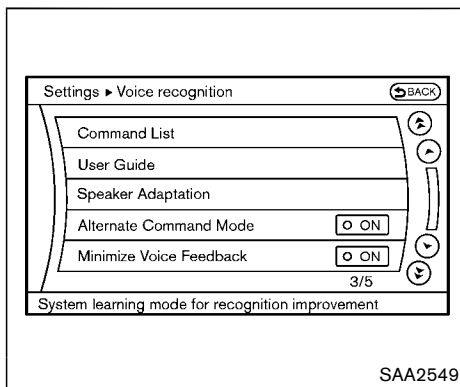 Settings ▸ Voice recognition BACK
Command List
User Guide
Speaker Adaptation
Alternate Command Mode ON
Minimize Voice Feedback ON
3/5
System learning mode for recognition improvement
SAA2549